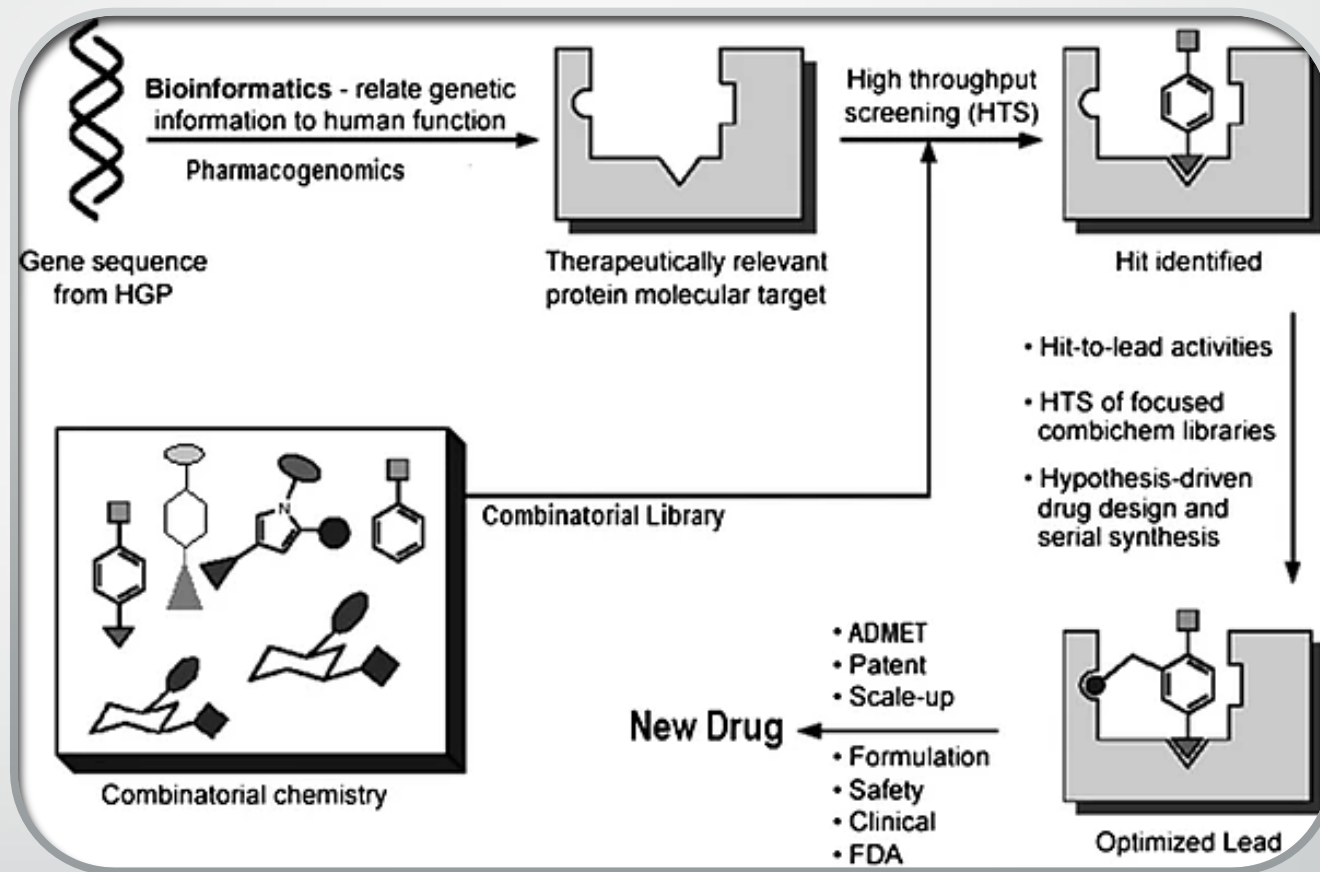 Bioinformatics - relate genetic
information to human function
Pharmacogenomics
Gene sequence
from HGP
Therapeutically relevant
protein molecular target
High throughput
screening (HTS)
Hit identified
• Hit-to-lead activities
• HTS of focused
combichem libraries
• Hypothesis-driven
drug design and
serial synthesis
N
Combinatorial Library
Combinatorial chemistry
Optimized Lead
• ADMET
• Patent
• Scale-up
New Drug
• Formulation
• Safety
• Clinical
• FDA